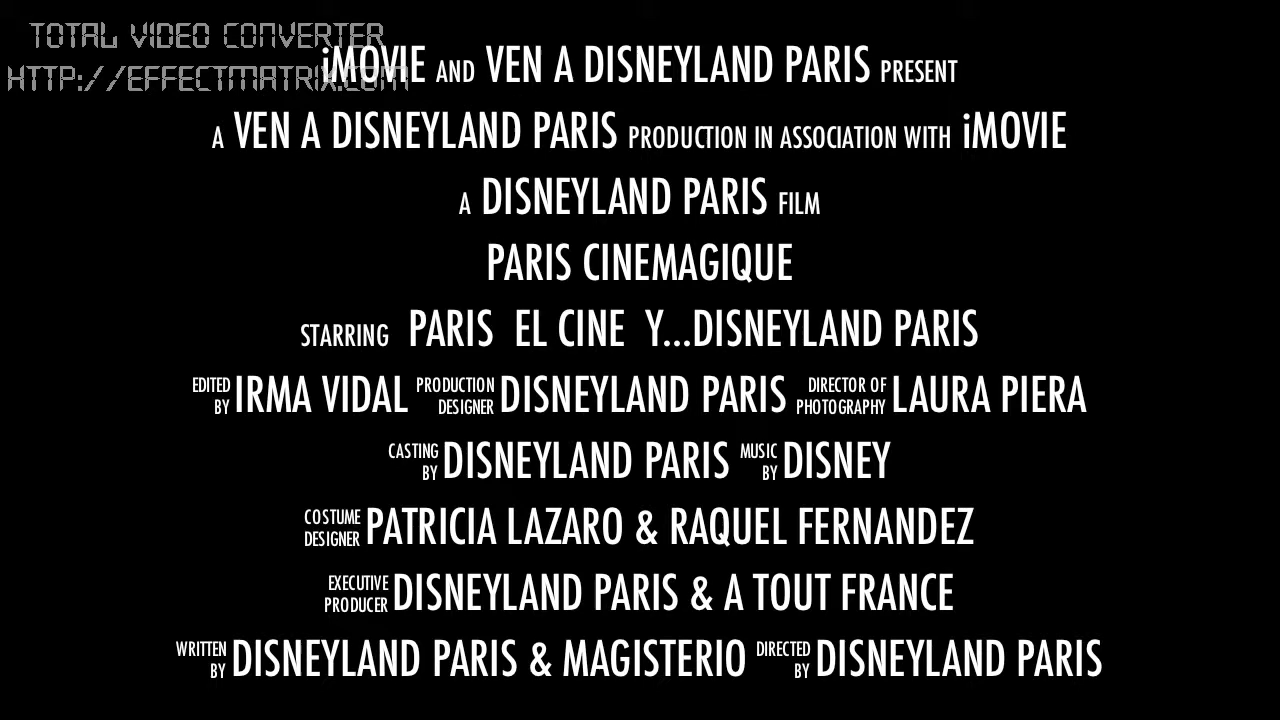 TOTAL VIDEO CONVERTER
HTTP://EFFECTMATRIX.COM
iMOVIE AND VEN A DISNEYLAND PARIS PRESENT
A VEN A DISNEYLAND PARIS PRODUCTION IN ASSOCIATION WITH iMOVIE
A DISNEYLAND PARIS FILM
PARIS CINEMAGIQUE
STARRING PARIS EL CINE Y...DISNEYLAND PARIS
EDITED BY IRMA VIDAL PRODUCTION DESIGNER DISNEYLAND PARIS DIRECTOR OF PHOTOGRAPHY LAURA PIERA
CASTING BY DISNEYLAND PARIS MUSIC BY DISNEY
COSTUME DESIGNER PATRICIA LAZARO & RAQUEL FERNANDEZ
EXECUTIVE PRODUCER DISNEYLAND PARIS & A TOUT FRANCE
WRITTEN BY DISNEYLAND PARIS & MAGISTERIO DIRECTED BY DISNEYLAND PARIS